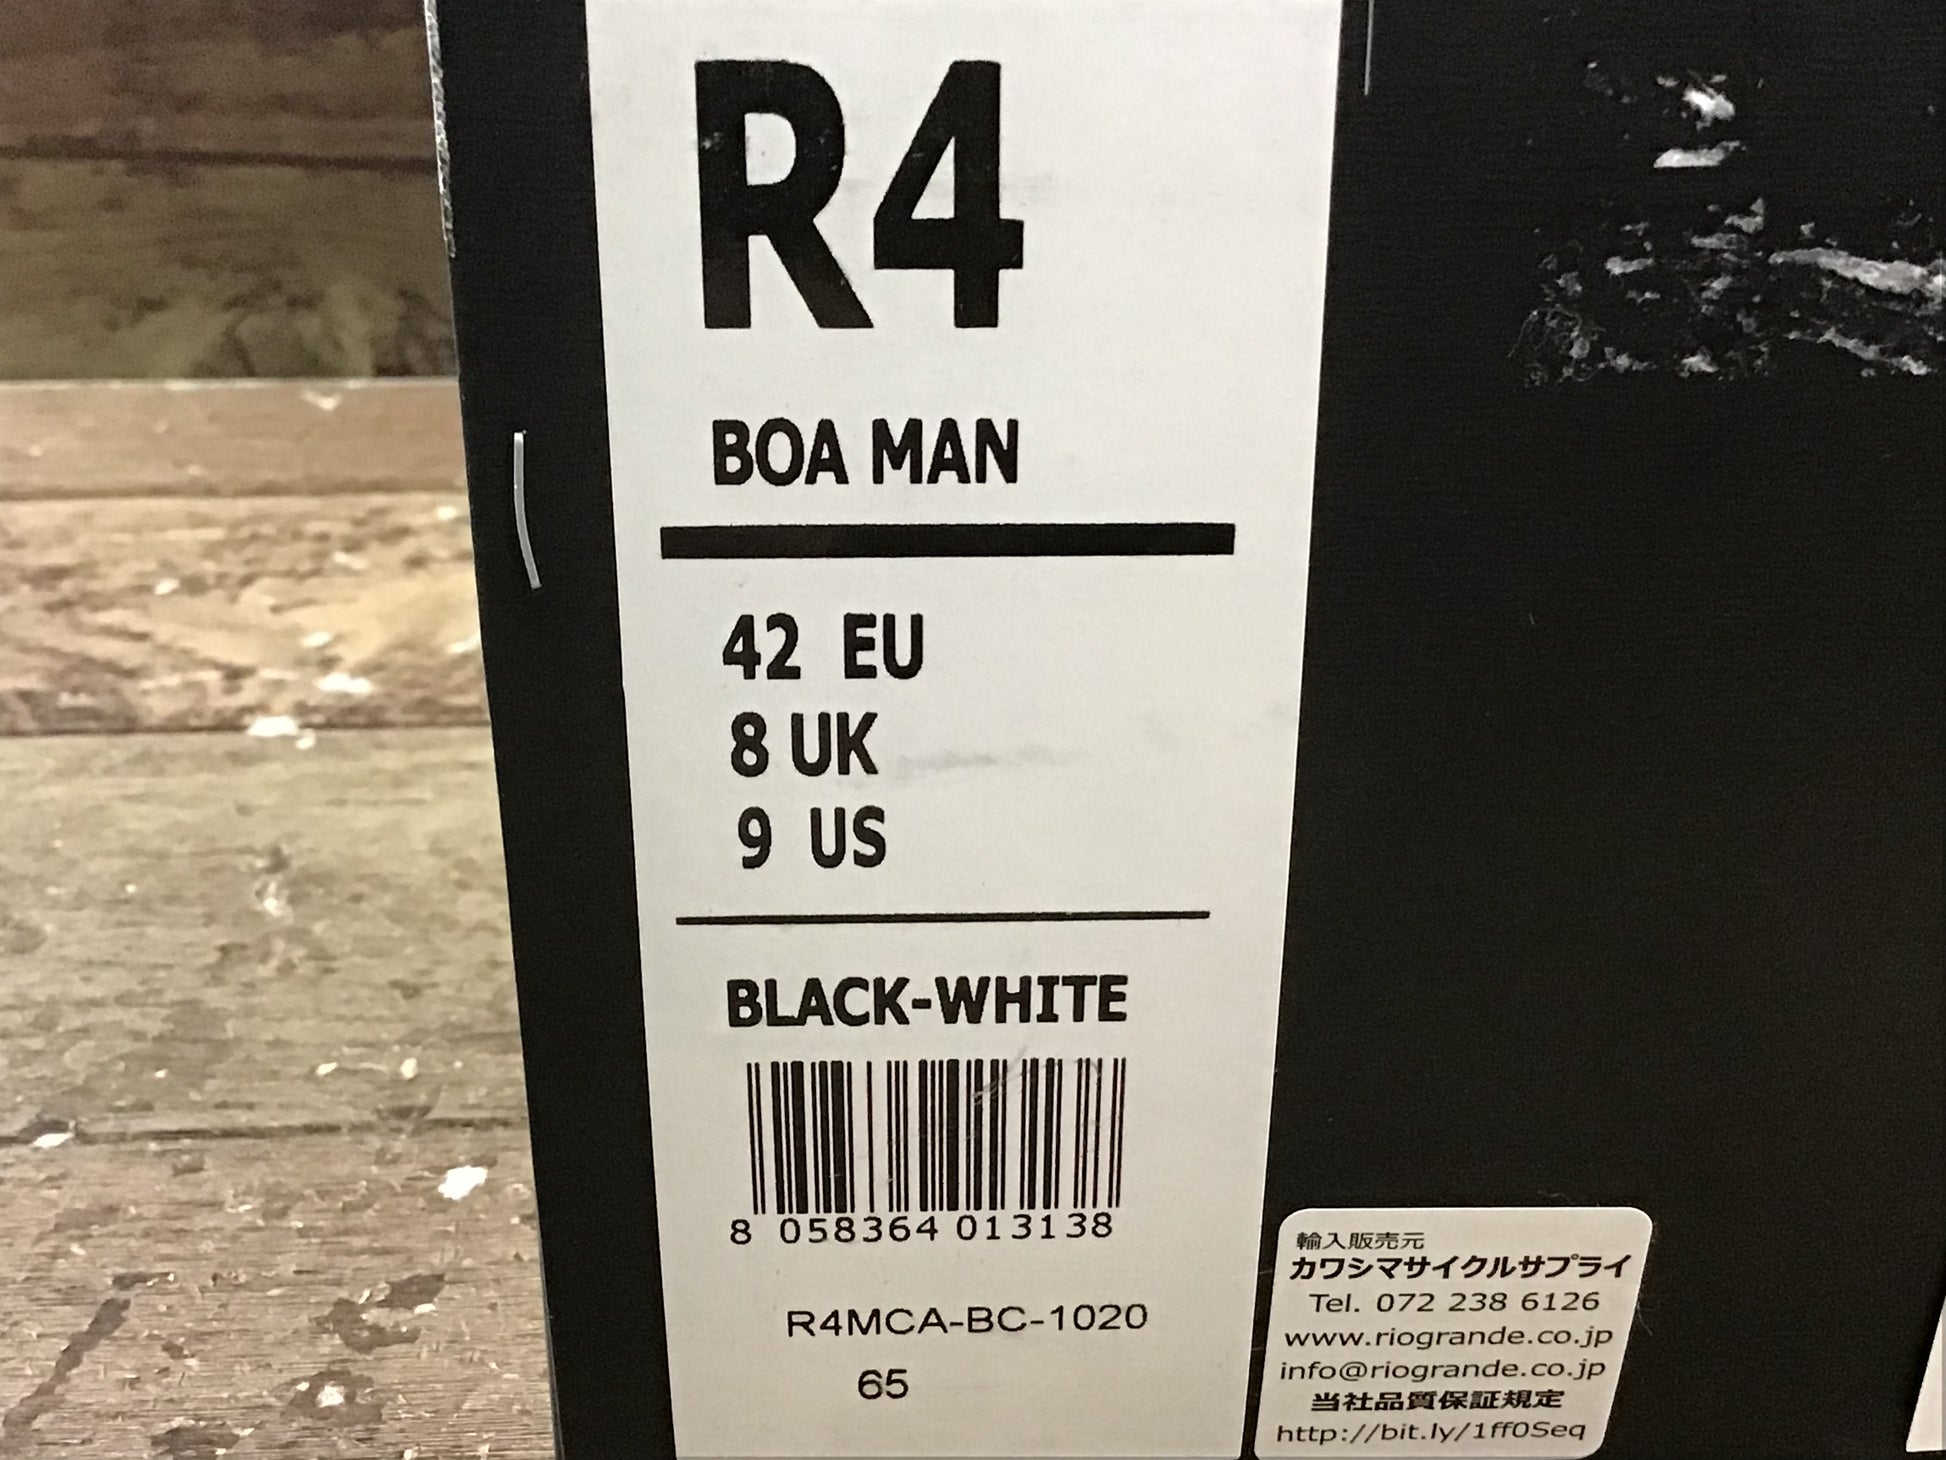 R4
BOA MAN
42 EU
8 UK
9 US
BLACK-WHITE
8 058364 013138
R4MCA-BC-1020
65
輸入販売元
カワシマサイクルサプライ
Tel. 072 238 6126
www.riogrande.co.jp
info@riogrande.co.jp
当社品質保証規定
http://bit.ly/1ff0Seq